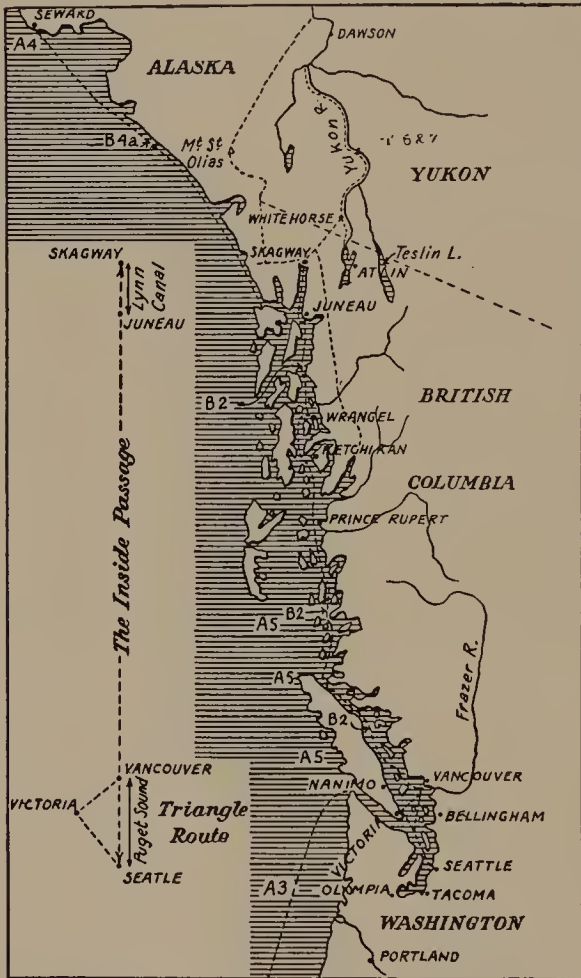 SEWARD
A4
DAWSON
ALASKA
B4a
Mt St
Olias
Yukon R.
YUKON
WHITEHORSE
SKAGWAY
SKAGWAY
ATLIN
Teslin L.
Lynn
Canal
JUNEAU
JUNEAU
B2
BRITISH
WRANGEL
KETCHIKAN
COLUMBIA
PRINCE RUPERT
The Inside Passage
B2
A5
A5
B2
Frazer R.
A5
VANCOUVER
NANIMO
VANCOUVER
VICTORIA
Puget Sound
Triangle
Route
BELLINGHAM
VICTORIA
SEATLE
SEATTLE
A3
OLYMPIA
TACOMA
WASHINGTON
PORTLAND